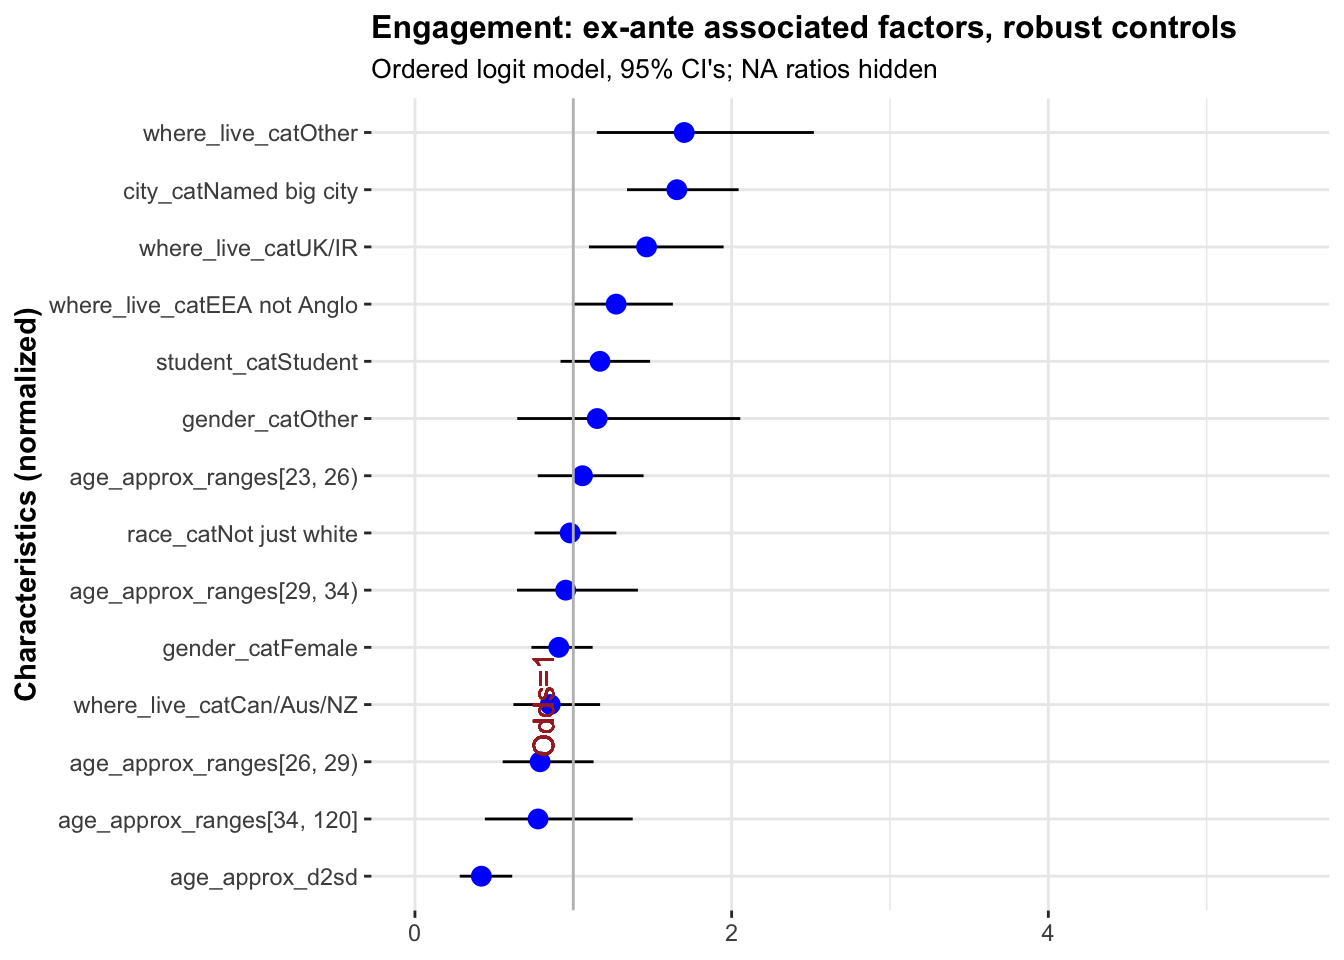 Engagement: ex-ante associated factors, robust controls
Ordered logit model, 95% CI's; NA ratios hidden
Characteristics (normalized)
where_live_catOther
city_catNamed big city
where_live_catUK/IR
where_live_catEEA not Anglo
student_catStudent
gender_catOther
age_approx_ranges[23, 26)
race_catNot just white
age_approx_ranges[29, 34)
gender_catFemale
where_live_catCan/Aus/NZ
age_approx_ranges[26, 29)
age_approx_ranges[34, 120]
age_approx_d2sd
Odds=1
0 2 4